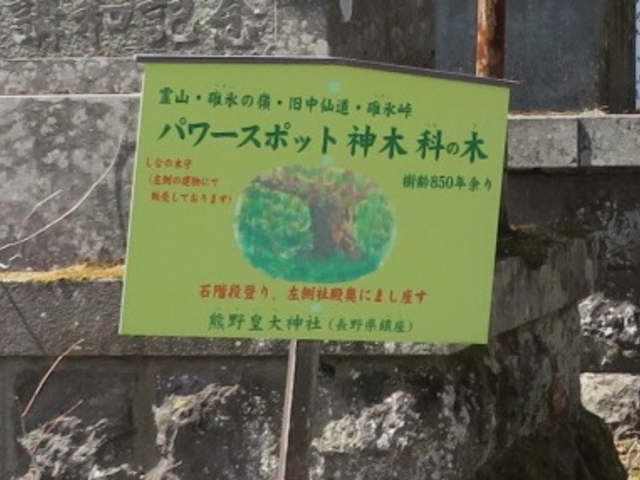 霊山・碓氷の嶺・旧中仙道・碓氷峠
パワースポット 神木 科の木
樹齢850年余り
しなの木守
(左側の建物にて
販売しております)
石階段登り、左側社殿奥にまし座す
熊野皇大神社(長野県鎮座)